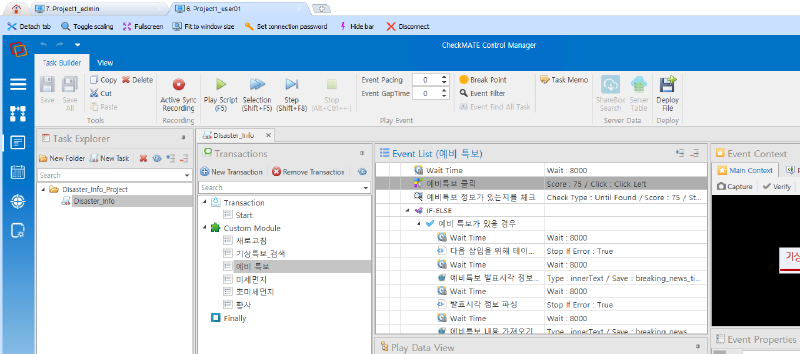 7. Project1_admin
6. Project1_user01
Detach tab Toggle scaling Fullscreen Fit to window size Set connection password Hide bar Disconnect
CheckMATE Control Manager
Task Builder View
Save Save All Copy Delete Cut Paste Tools
Active Sync Recording Recording
Play Script (F5) Selection (Shift+F5) Step (Shift+F8) Stop (Alt+Ctrl+~) Play Event
Event Pacing 0
Event GapTime 0
Break Point
Event Filter
Event Find All Task
Task Memo
ShareBox Search Server Table Server Data
Deploy File Deploy
Task Explorer
New Folder New Task
Search
Disaster_Info_Project
Disaster_Info
Disaster_Info
Transactions
New Transaction Remove Transaction
Search
Transaction
Start
Custom Module
새로고침
기상특보_검색
예비 특보
미세먼지
초미세먼지
황사
Finally
Event List (예비 특보)
Wait Time Wait : 8000
예비특보 클릭 Score : 75 / Click : Click Left
예비특보 정보가 있는지를 체크 Check Type : Until Found / Score : 75 / St...
IF-ELSE
예비 특보가 있을 경우
Wait Time Wait : 8000
다음 삽입을 위해 테이... Stop If Error : True
Wait Time Wait : 8000
예비특보 발표시각 정보... Type : innerText / Save : breaking_news_ti...
Wait Time Wait : 8000
발표시각 정보 파싱 Stop If Error : True
Wait Time Wait : 8000
예비특보 내용 가져오기 Type : innerText / Save : breaking_news
Play Data View
Event Context
Main Context
Capture Verify
기상
Event Properties